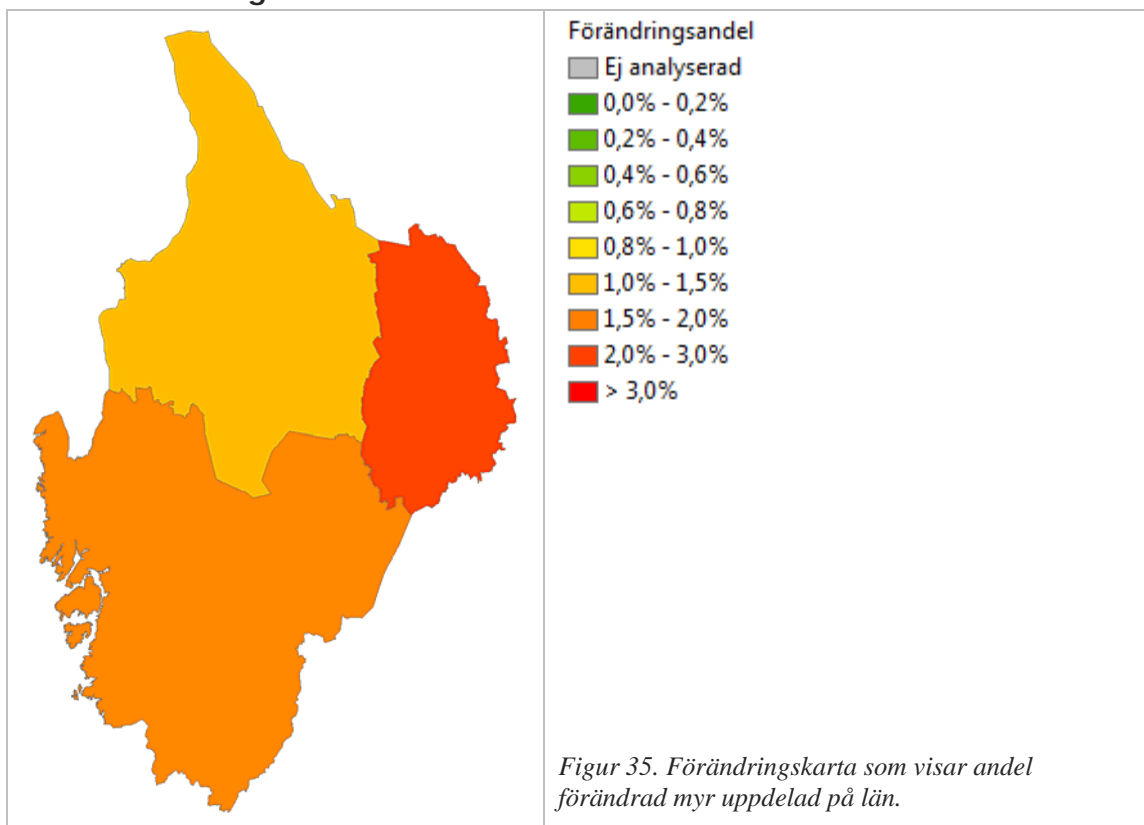 Förändringsandel
Ej analyserad
0,0% - 0,2%
0,2% - 0,4%
0,4% - 0,6%
0,6% - 0,8%
0,8% - 1,0%
1,0% - 1,5%
1,5% - 2,0%
2,0% - 3,0%
> 3,0%
Figur 35. Förändringskarta som visar andel
förändrad myr uppdelad på län.